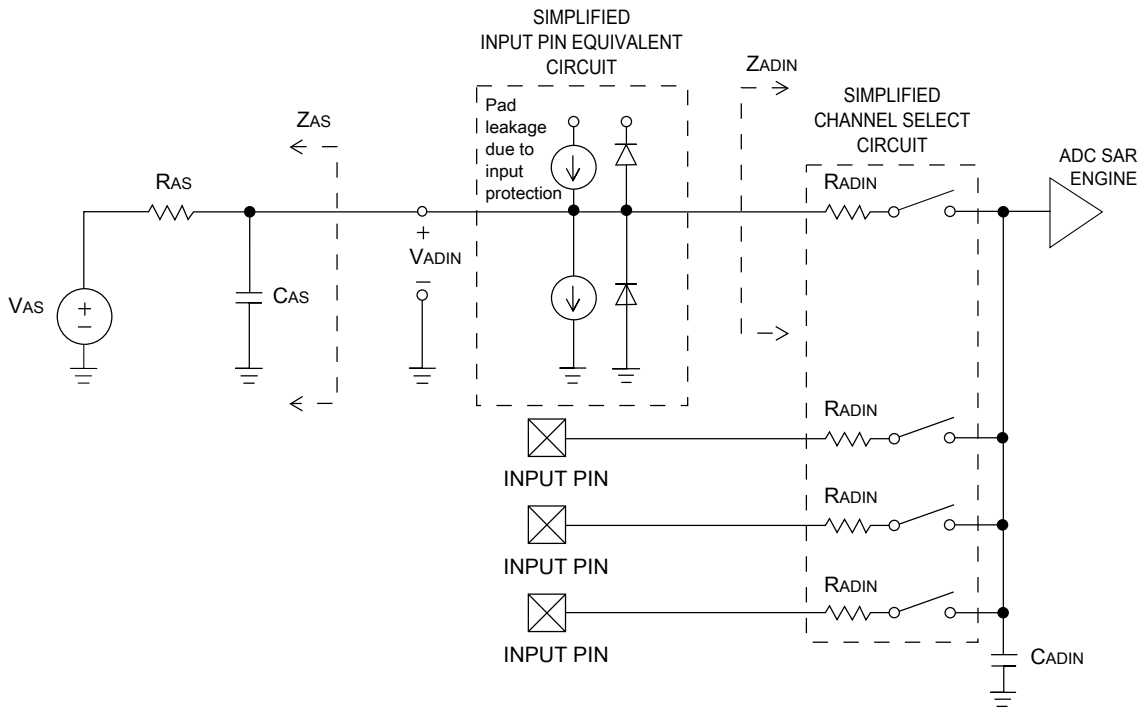 SIMPLIFIED
INPUT PIN EQUIVALENT
CIRCUIT
Pad
leakage
due to
input
protection
ZADIN
SIMPLIFIED
CHANNEL SELECT
CIRCUIT
ADC SAR
ENGINE
ZAS
RAS
RADIN
+
VADIN
–
VAS
+
–
CAS
RADIN
INPUT PIN
RADIN
INPUT PIN
RADIN
INPUT PIN
CADIN